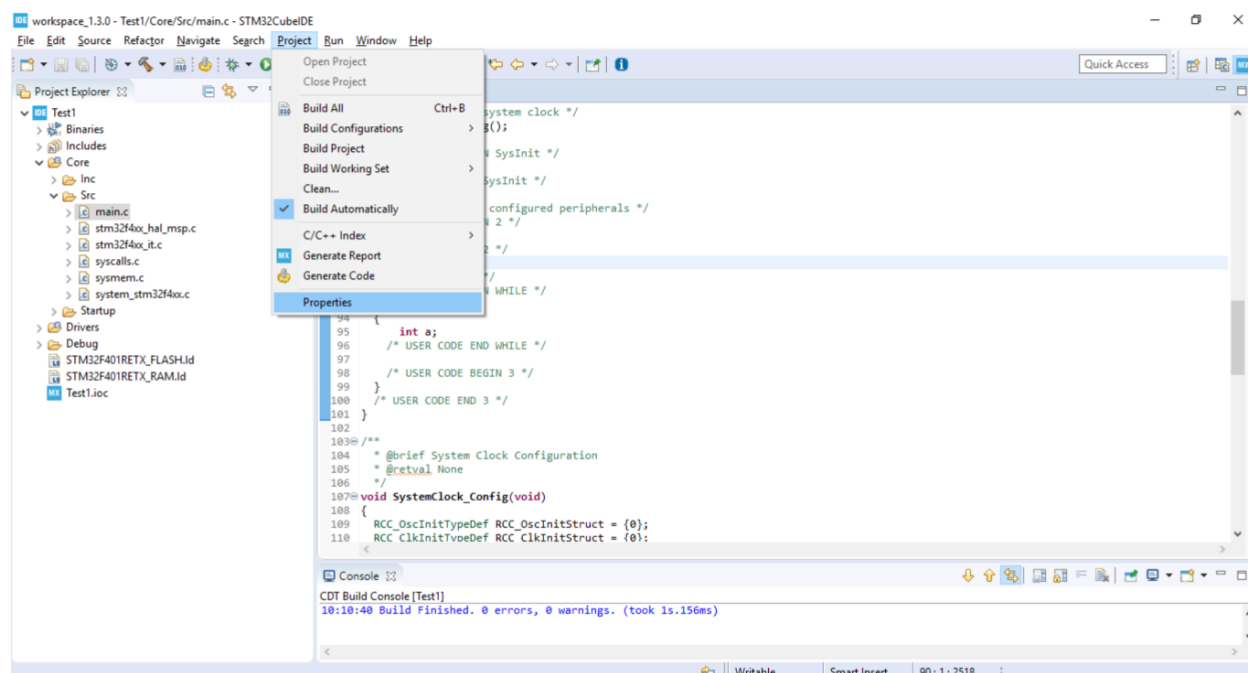 IDE workspace_1.3.0 - Test1/Core/Src/main.c - STM32CubeIDE
File Edit Source Refactor Navigate Search Project Run Window Help
Quick Access
Open Project
Close Project
Build All Ctrl+B
Build Configurations
Build Project
Build Working Set
Clean...
Build Automatically
C/C++ Index
MX Generate Report
Generate Code
Properties
Project Explorer
IDE Test1
Binaries
Includes
Core
Inc
Src
main.c
stm32f4xx_hal_msp.c
stm32f4xx_it.c
syscalls.c
sysmem.c
system_stm32f4xx.c
Startup
Drivers
Debug
STM32F401RETX_FLASH.ld
STM32F401RETX_RAM.ld
MX Test1.ioc
system clock */
();
SysInit */
SysInit */
configured peripherals */
2 */
*/
*/
WHILE */
94 {
95 int a;
96 /* USER CODE END WHILE */
97
98 /* USER CODE BEGIN 3 */
99 }
100 /* USER CODE END 3 */
101 }
102
103 /**
104 * @brief System Clock Configuration
105 * @retval None
106 */
107 void SystemClock_Config(void)
108 {
109 RCC_OscInitTypeDef RCC_OscInitStruct = {0};
110 RCC_ClkInitTypeDef RCC_ClkInitStruct = {0};
Console
CDT Build Console [Test1]
10:10:40 Build Finished. 0 errors, 0 warnings. (took 1s.156ms)
Writable Smart Insert 90 : 1 : 2518